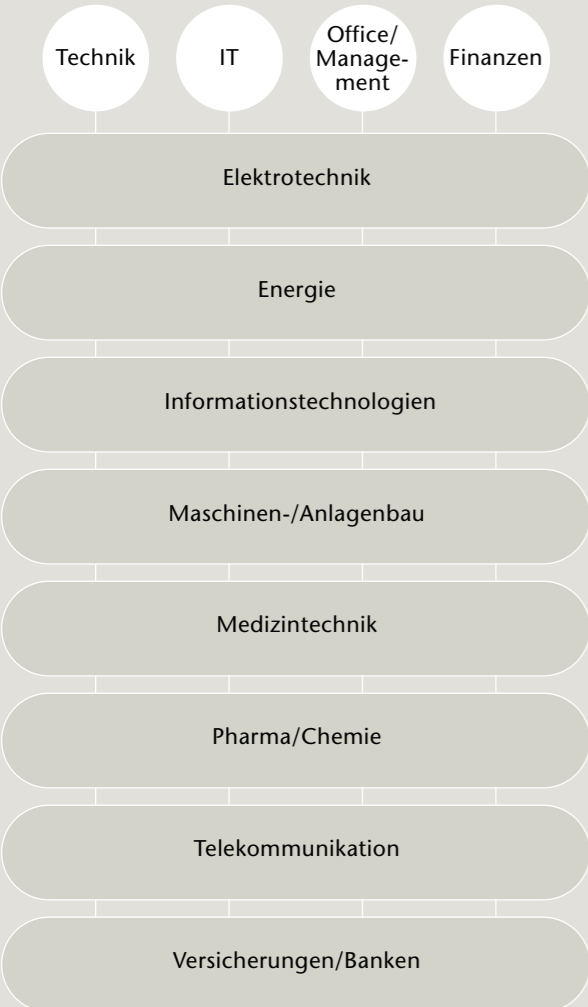 Technik
IT
Office/
Manage-
ment
Finanzen
Elektrotechnik
Energie
Informationstechnologien
Maschinen-/Anlagenbau
Medizintechnik
Pharma/Chemie
Telekommunikation
Versicherungen/Banken